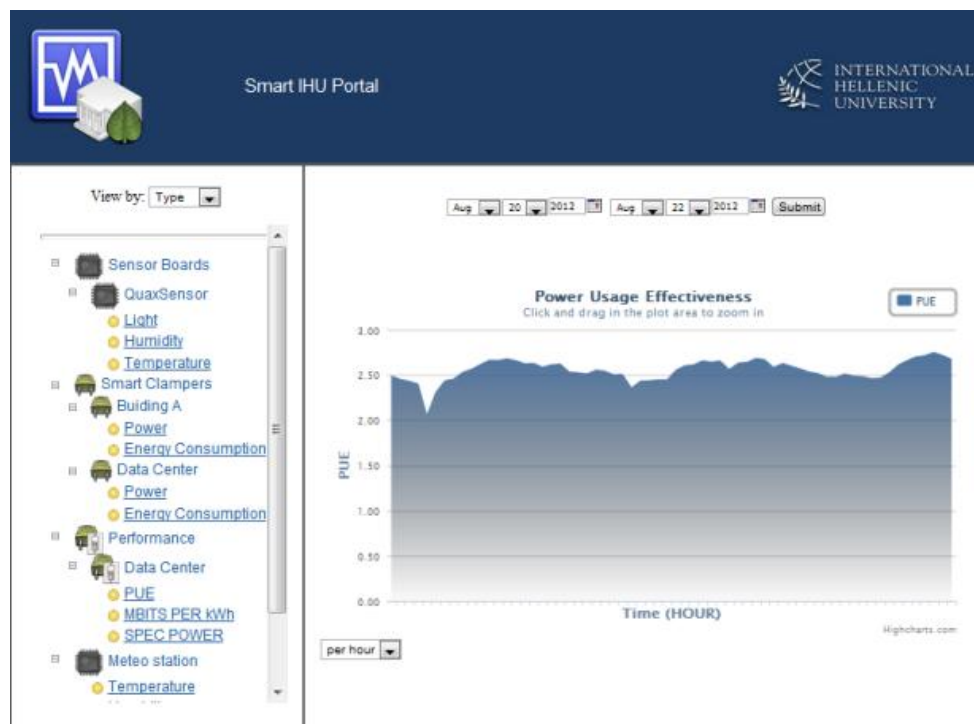 Smart IHU Portal
INTERNATIONAL
HELLENIC
UNIVERSITY
View by: Type
Sensor Boards
QuaxSensor
Light
Humidity
Temperature
Smart Clampers
Buiding A
Power
Energy Consumption
Data Center
Power
Energy Consumption
Performance
Data Center
PUE
MBITS PER kWh
SPEC POWER
Meteo station
Temperature
Aug 20 2012 Aug 22 2012 Submit
Power Usage Effectiveness
Click and drag in the plot area to zoom in
PUE
3.00
2.50
2.00
1.50
1.00
0.50
0.00
PUE
Time (HOUR)
Highcharts.com
per hour